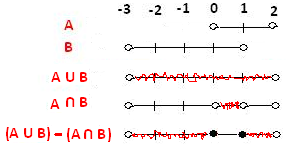 -3 -2 -1 0 1 2
A
B
A ∪ B
A ∩ B
(A ∪ B) – (A ∩ B)